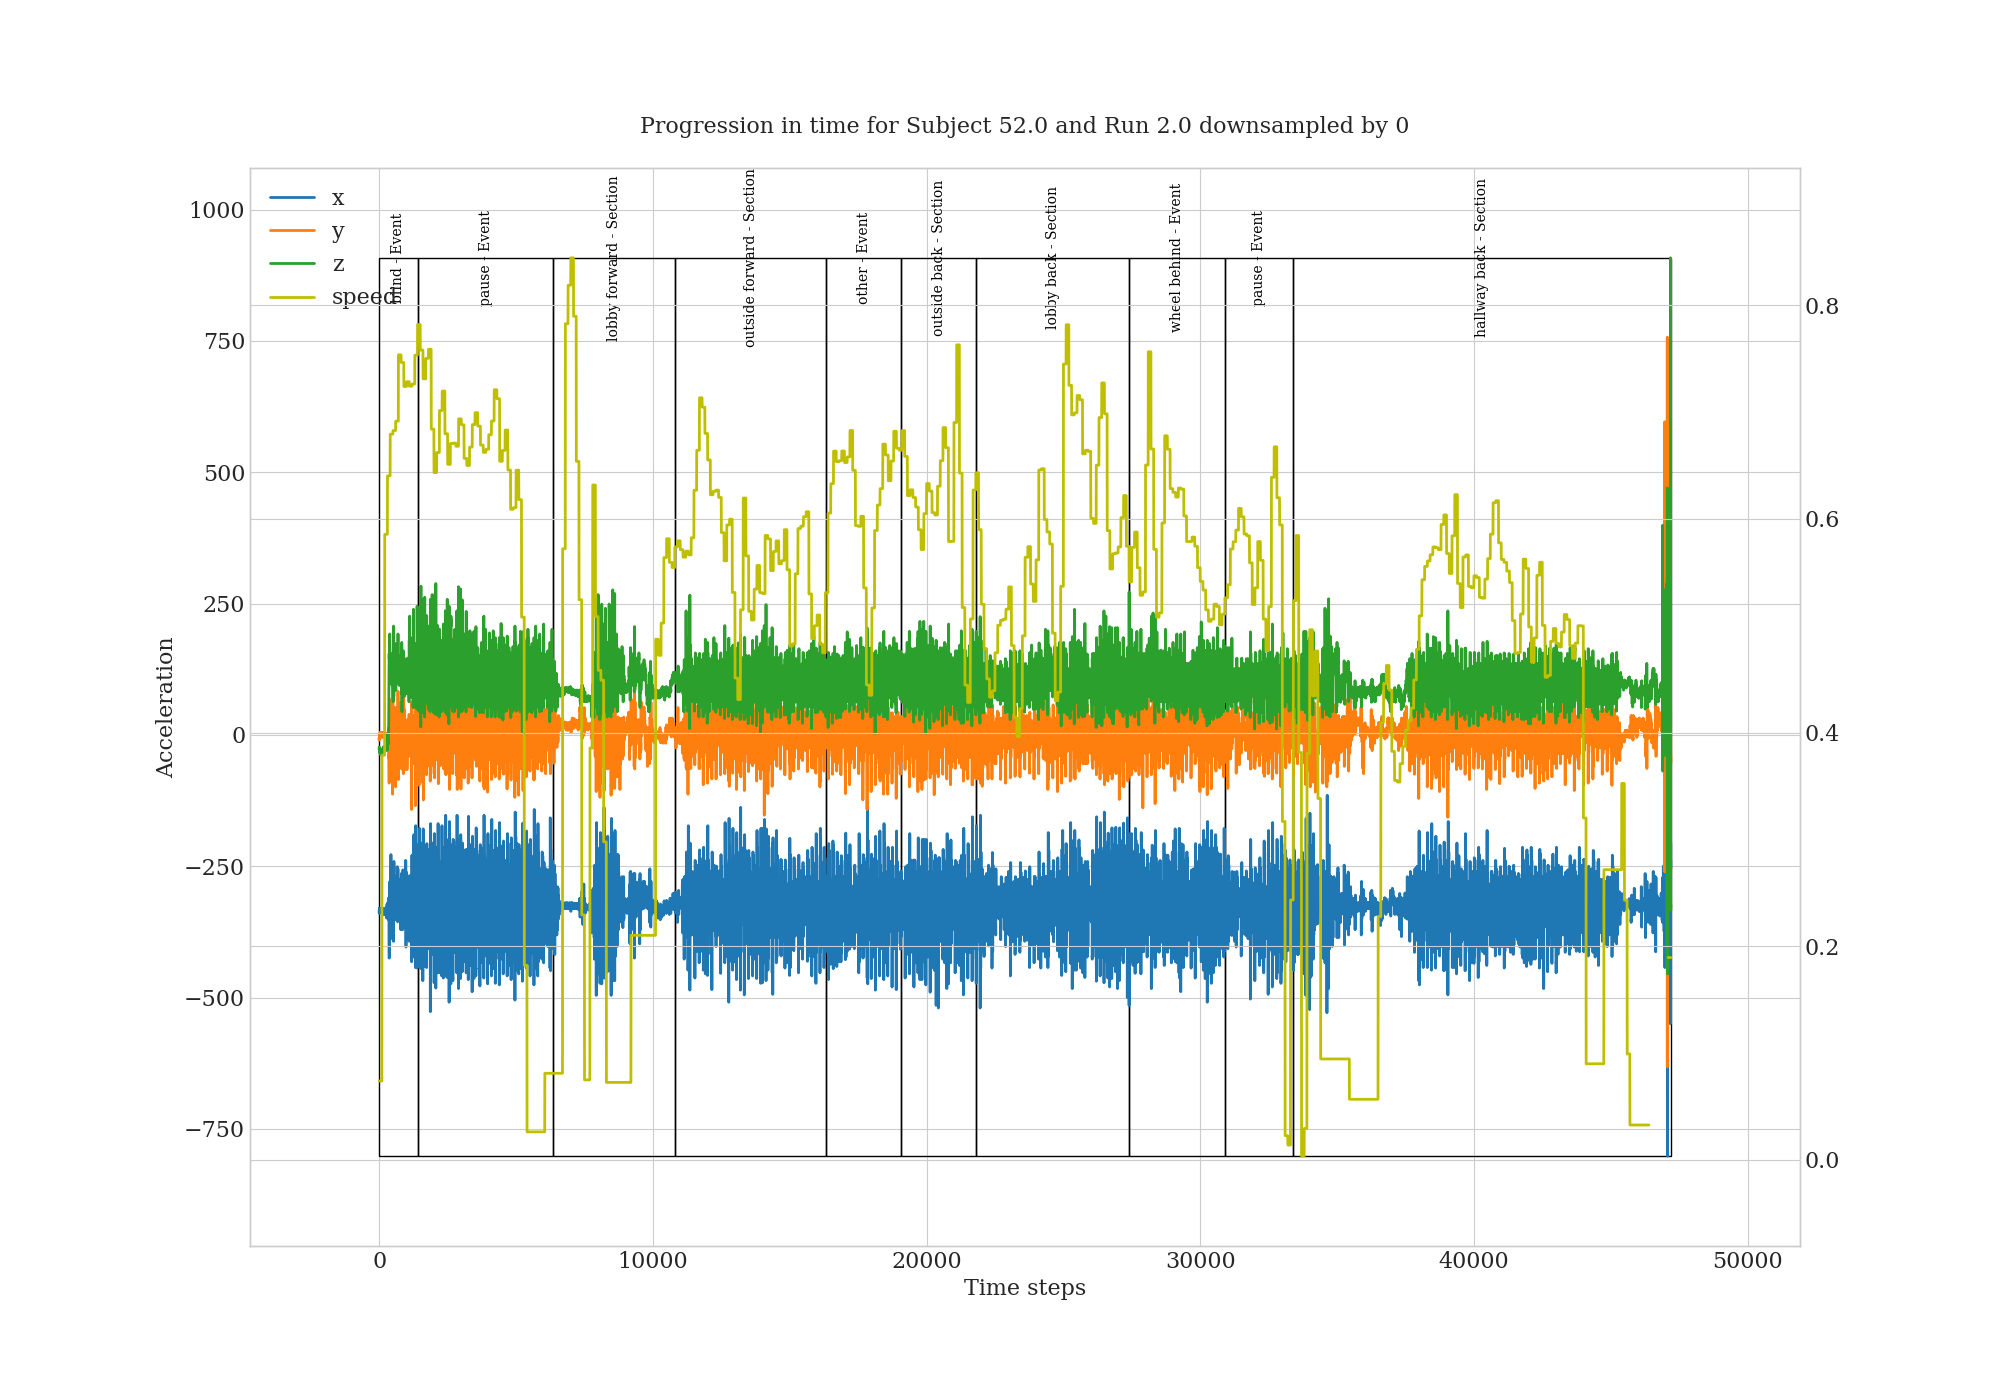 Progression in time for Subject 52.0 and Run 2.0 downsampled by 0
x
y
z
speed
blind - Event
pause - Event
lobby forward - Section
outside forward - Section
other - Event
outside back - Section
lobby back - Section
wheel behind - Event
pause - Event
hallway back - Section
1000
750
500
250
0
−250
−500
−750
Acceleration
0.8
0.6
0.4
0.2
0.0
0
10000
20000
30000
40000
50000
Time steps